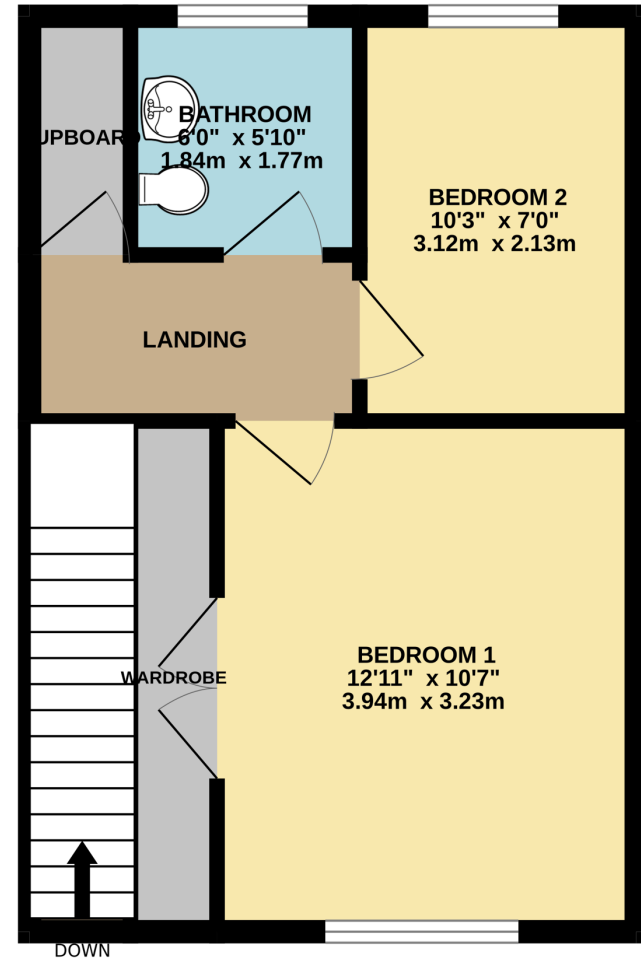 BATHROOM
6'0" x 5'10"
1.84m x 1.77m
UPBOARD
BEDROOM 2
10'3" x 7'0"
3.12m x 2.13m
LANDING
BEDROOM 1
12'11" x 10'7"
3.94m x 3.23m
WARDROBE
DOWN